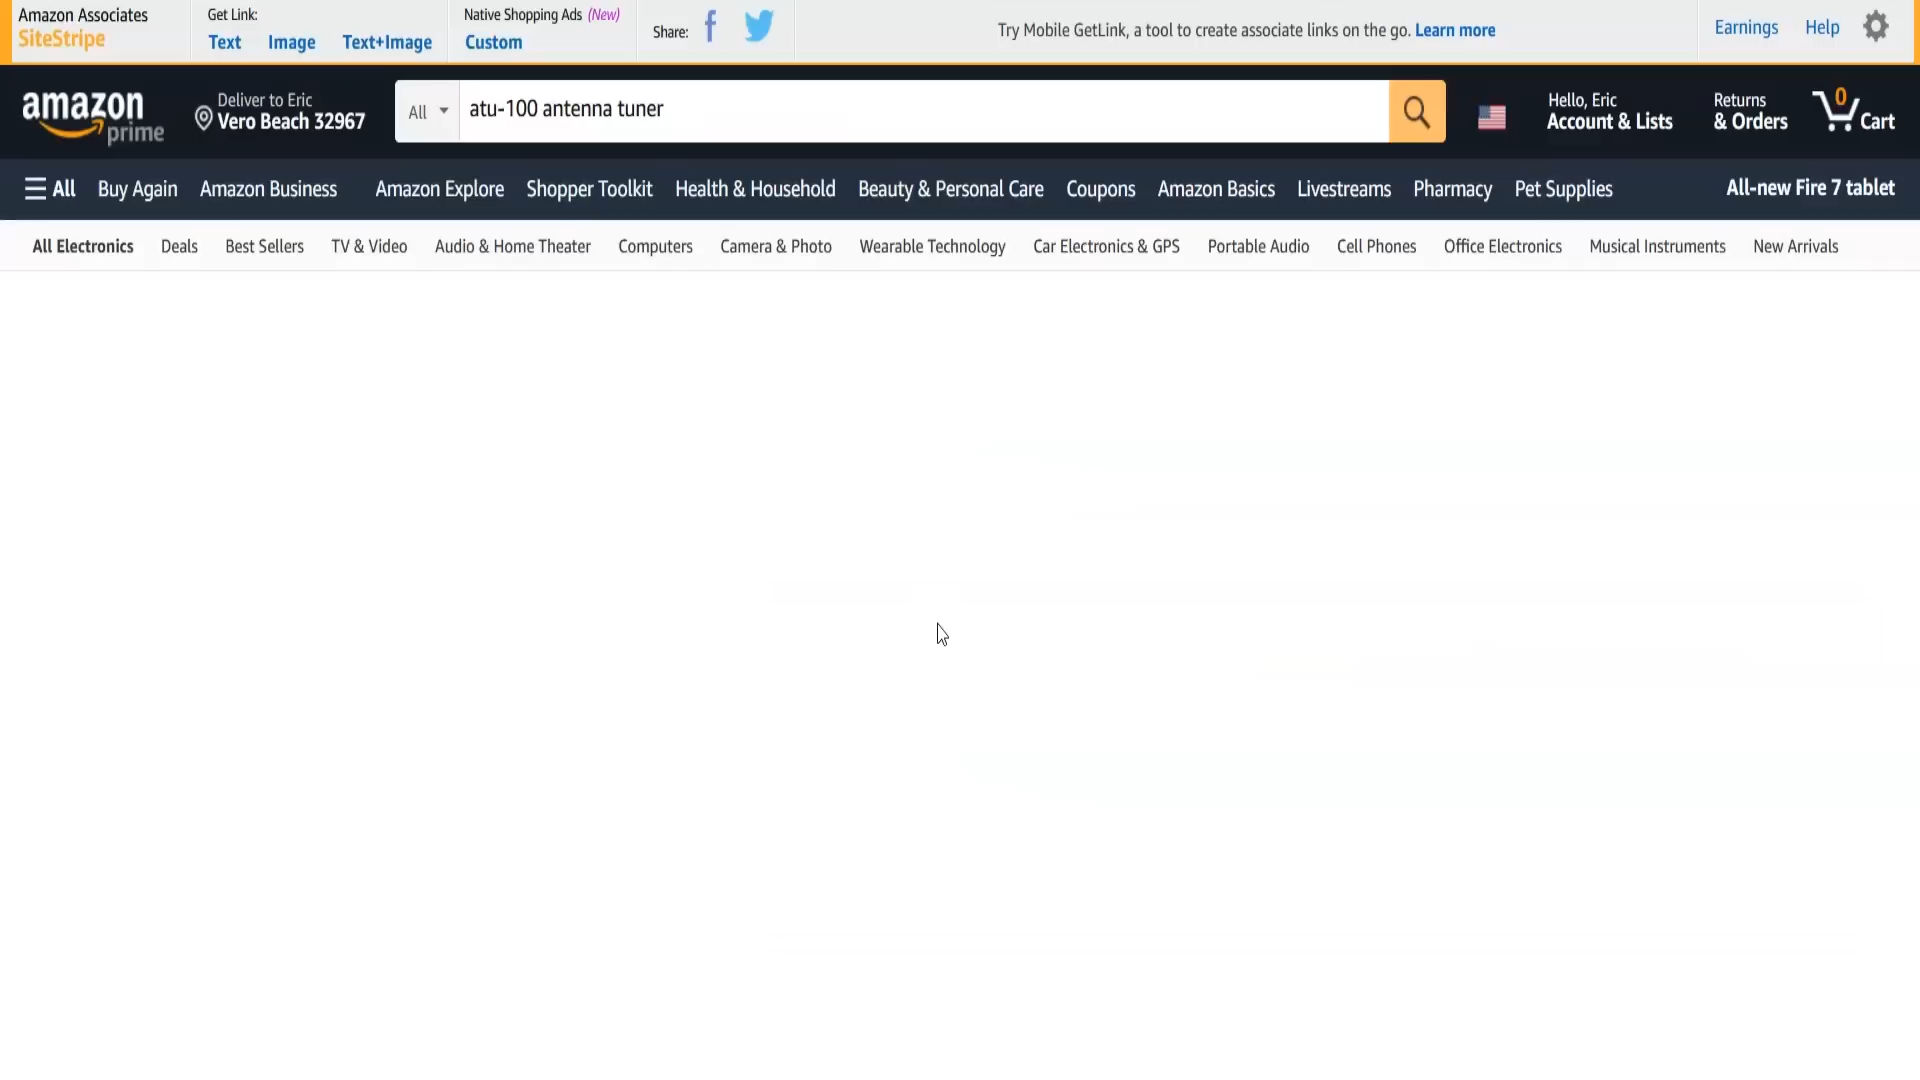 Amazon Associates
SiteStripe
Get Link:
Text Image Text+Image
Native Shopping Ads (New)
Custom
Share:
Try Mobile GetLink, a tool to create associate links on the go. Learn more
Earnings Help
amazon prime
Deliver to Eric
Vero Beach 32967
All
atu-100 antenna tuner
Hello, Eric
Account & Lists
Returns
& Orders
0
Cart
All Buy Again Amazon Business Amazon Explore Shopper Toolkit Health & Household Beauty & Personal Care Coupons Amazon Basics Livestreams Pharmacy Pet Supplies All-new Fire 7 tablet
All Electronics Deals Best Sellers TV & Video Audio & Home Theater Computers Camera & Photo Wearable Technology Car Electronics & GPS Portable Audio Cell Phones Office Electronics Musical Instruments New Arrivals